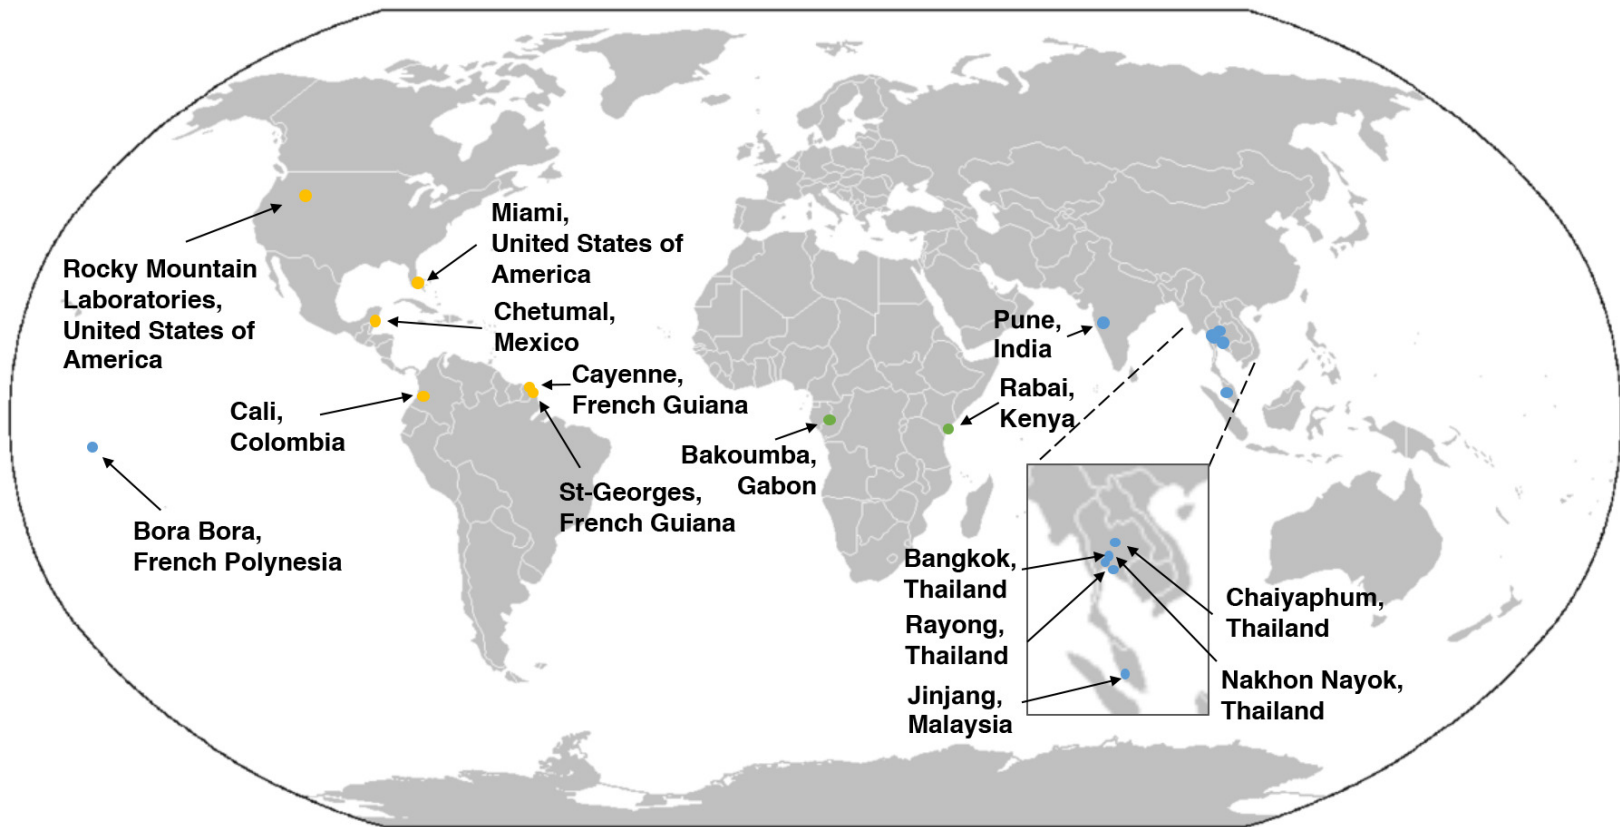 Rocky Mountain
Laboratories,
United States of
America
Miami,
United States of
America
Chetumal,
Mexico
Cayenne,
French Guiana
Cali,
Colombia
St-Georges,
French Guiana
Bora Bora,
French Polynesia
Bakoumba,
Gabon
Pune,
India
Rabai,
Kenya
Bangkok,
Thailand
Rayong,
Thailand
Jinjang,
Malaysia
Chaiyaphum,
Thailand
Nakhon Nayok,
Thailand